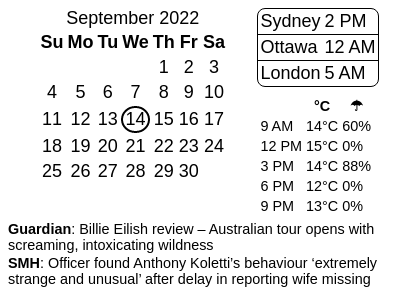 September 2022
Su Mo Tu We Th Fr Sa
1 2 3
4 5 6 7 8 9 10
11 12 13 14 15 16 17
18 19 20 21 22 23 24
25 26 27 28 29 30
Sydney 2 PM
Ottawa 12 AM
London 5 AM
°C ☂
9 AM 14°C 60%
12 PM 15°C 0%
3 PM 14°C 88%
6 PM 12°C 0%
9 PM 13°C 0%
Guardian: Billie Eilish review – Australian tour opens with
screaming, intoxicating wildness
SMH: Officer found Anthony Koletti’s behaviour ‘extremely
strange and unusual’ after delay in reporting wife missing